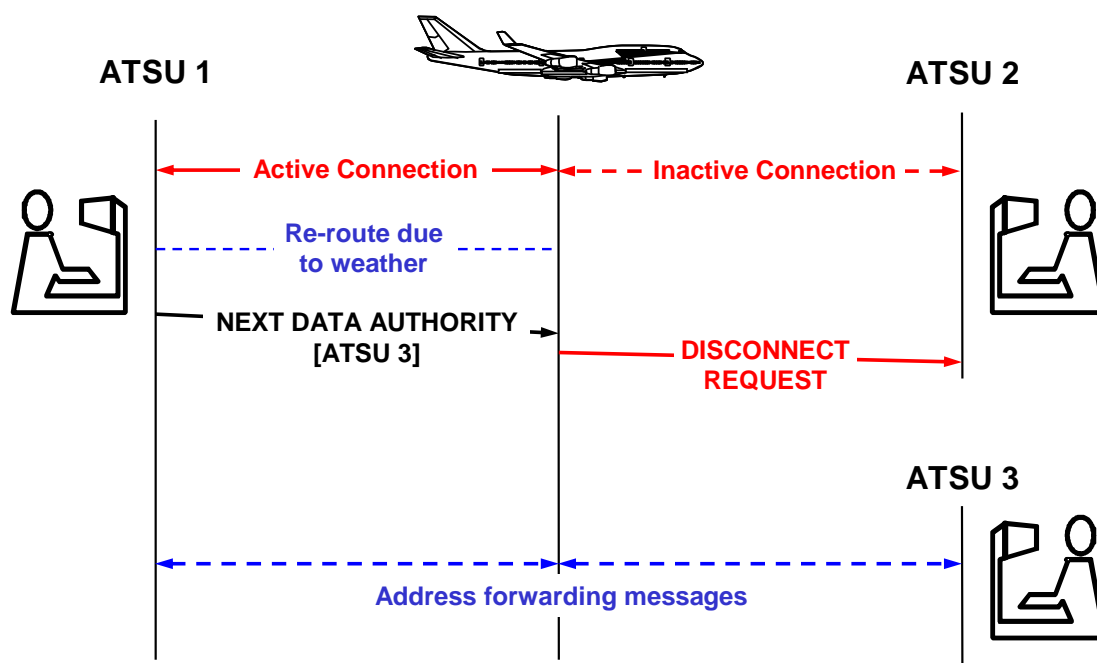 ATSU 1
ATSU 2
Active Connection
Inactive Connection
Re-route due
to weather
NEXT DATA AUTHORITY
[ATSU 3]
DISCONNECT
REQUEST
ATSU 3
Address forwarding messages